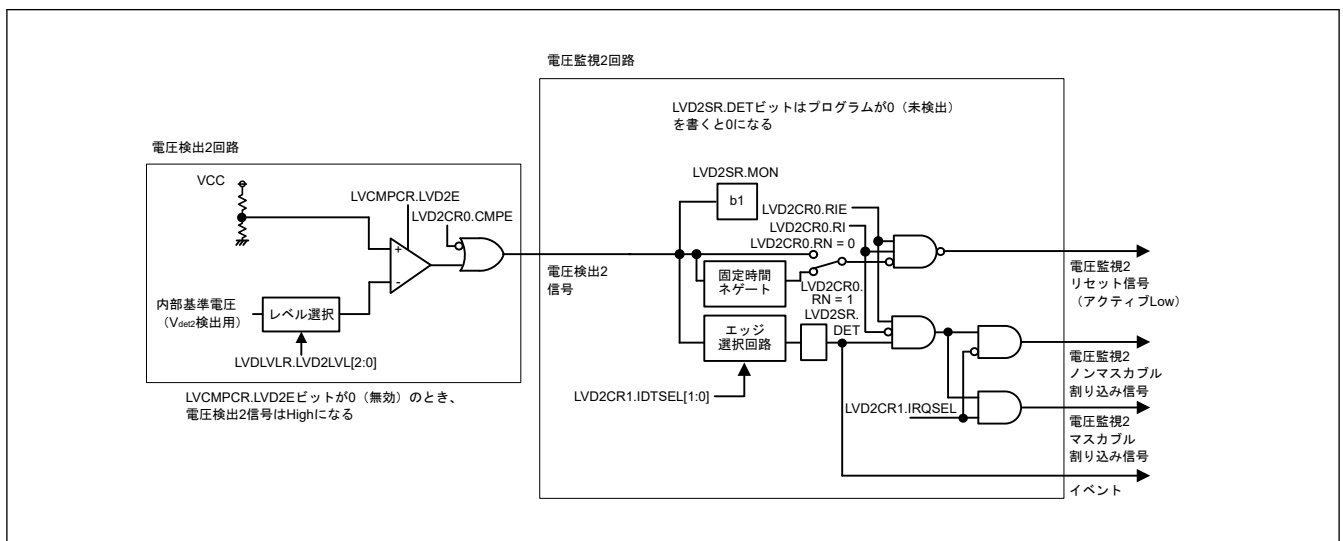 電圧監視2回路
LVD2SR.DETビットはプログラムが0（未検出）
を書くと0になる
電圧検出2回路
VCC
LVCMPCR.LVD2E
LVD2CR0.CMPE
+
-
内部基準電圧
（Vdet2検出用）
レベル選択
LVDLVLR.LVD2LVL[2:0]
LVCMPCR.LVD2Eビットが0（無効）のとき、
電圧検出2信号はHighになる
電圧検出2
信号
LVD2SR.MON
b1
LVD2CR0.RIE
LVD2CR0.RI
LVD2CR0.RN = 0
固定時間
ネゲート
LVD2CR0.
RN = 1
LVD2SR.
DET
エッジ
選択回路
LVD2CR1.IDTSEL[1:0]
LVD2CR1.IRQSEL
電圧監視2
リセット信号
（アクティブLow）
電圧監視2
ノンマスカブル
割り込み信号
電圧監視2
マスカブル
割り込み信号
イベント